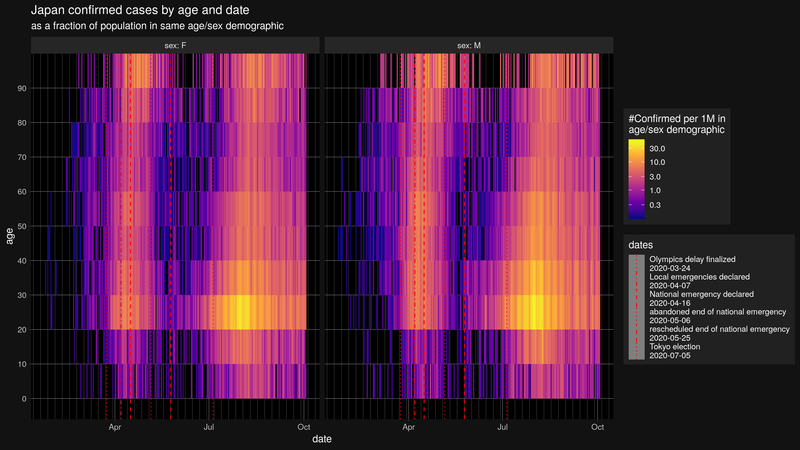 Japan confirmed cases by age and date
as a fraction of population in same age/sex demographic
sex: F
sex: M
90
80
70
60
50
40
30
20
10
0
age
Apr
Jul
Oct
Apr
Jul
Oct
date
#Confirmed per 1M in
age/sex demographic
30.0
10.0
3.0
1.0
0.3
dates
Olympics delay finalized
2020-03-24
Local emergencies declared
2020-04-07
National emergency declared
2020-04-16
abandoned end of national emergency
2020-05-06
rescheduled end of national emergency
2020-05-25
Tokyo election
2020-07-05